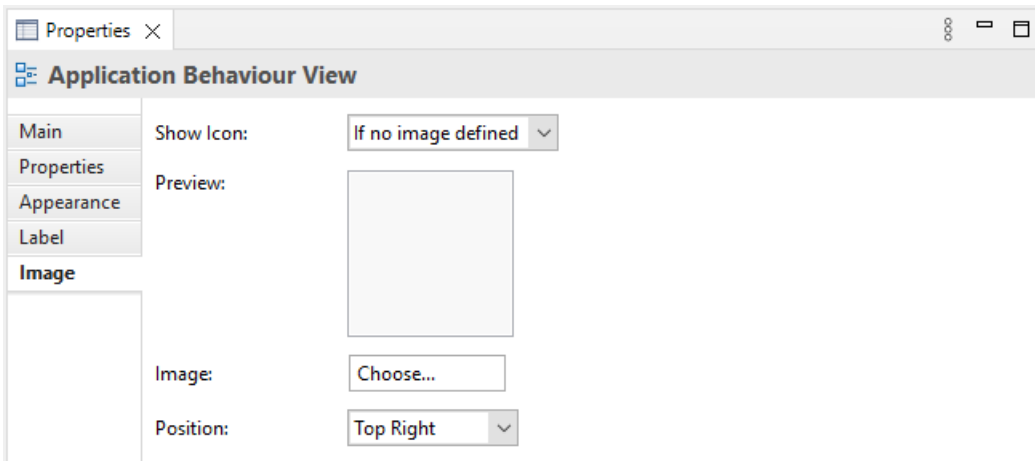 Properties
Application Behaviour View
Main
Properties
Appearance
Label
Image
Show Icon: If no image defined
Preview:
Image: Choose...
Position: Top Right